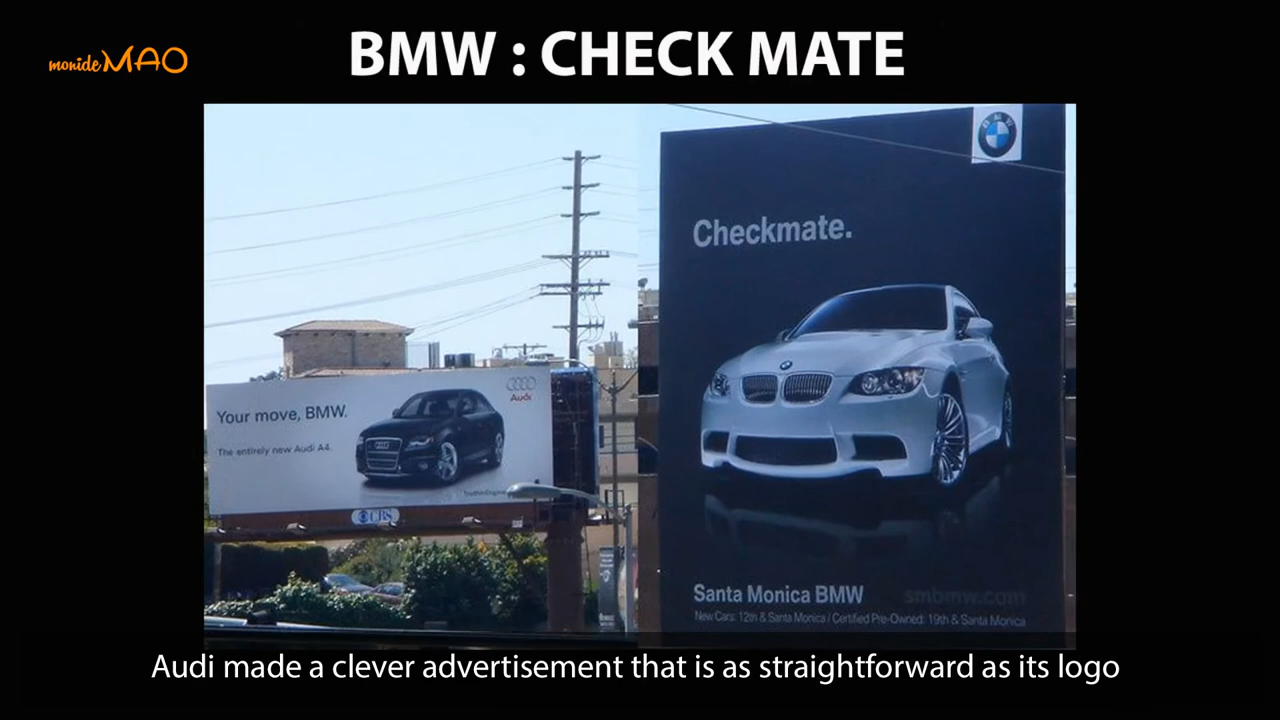 monideMAO
BMW : CHECK MATE
BMW
Checkmate.
Audi
Your move, BMW.
The entirely new Audi A4.
CBS
Santa Monica BMW smbmw.com
New Cars: 12th & Santa Monica / Certified Pre-Owned: 19th & Santa Monica
Audi made a clever advertisement that is as straightforward as its logo